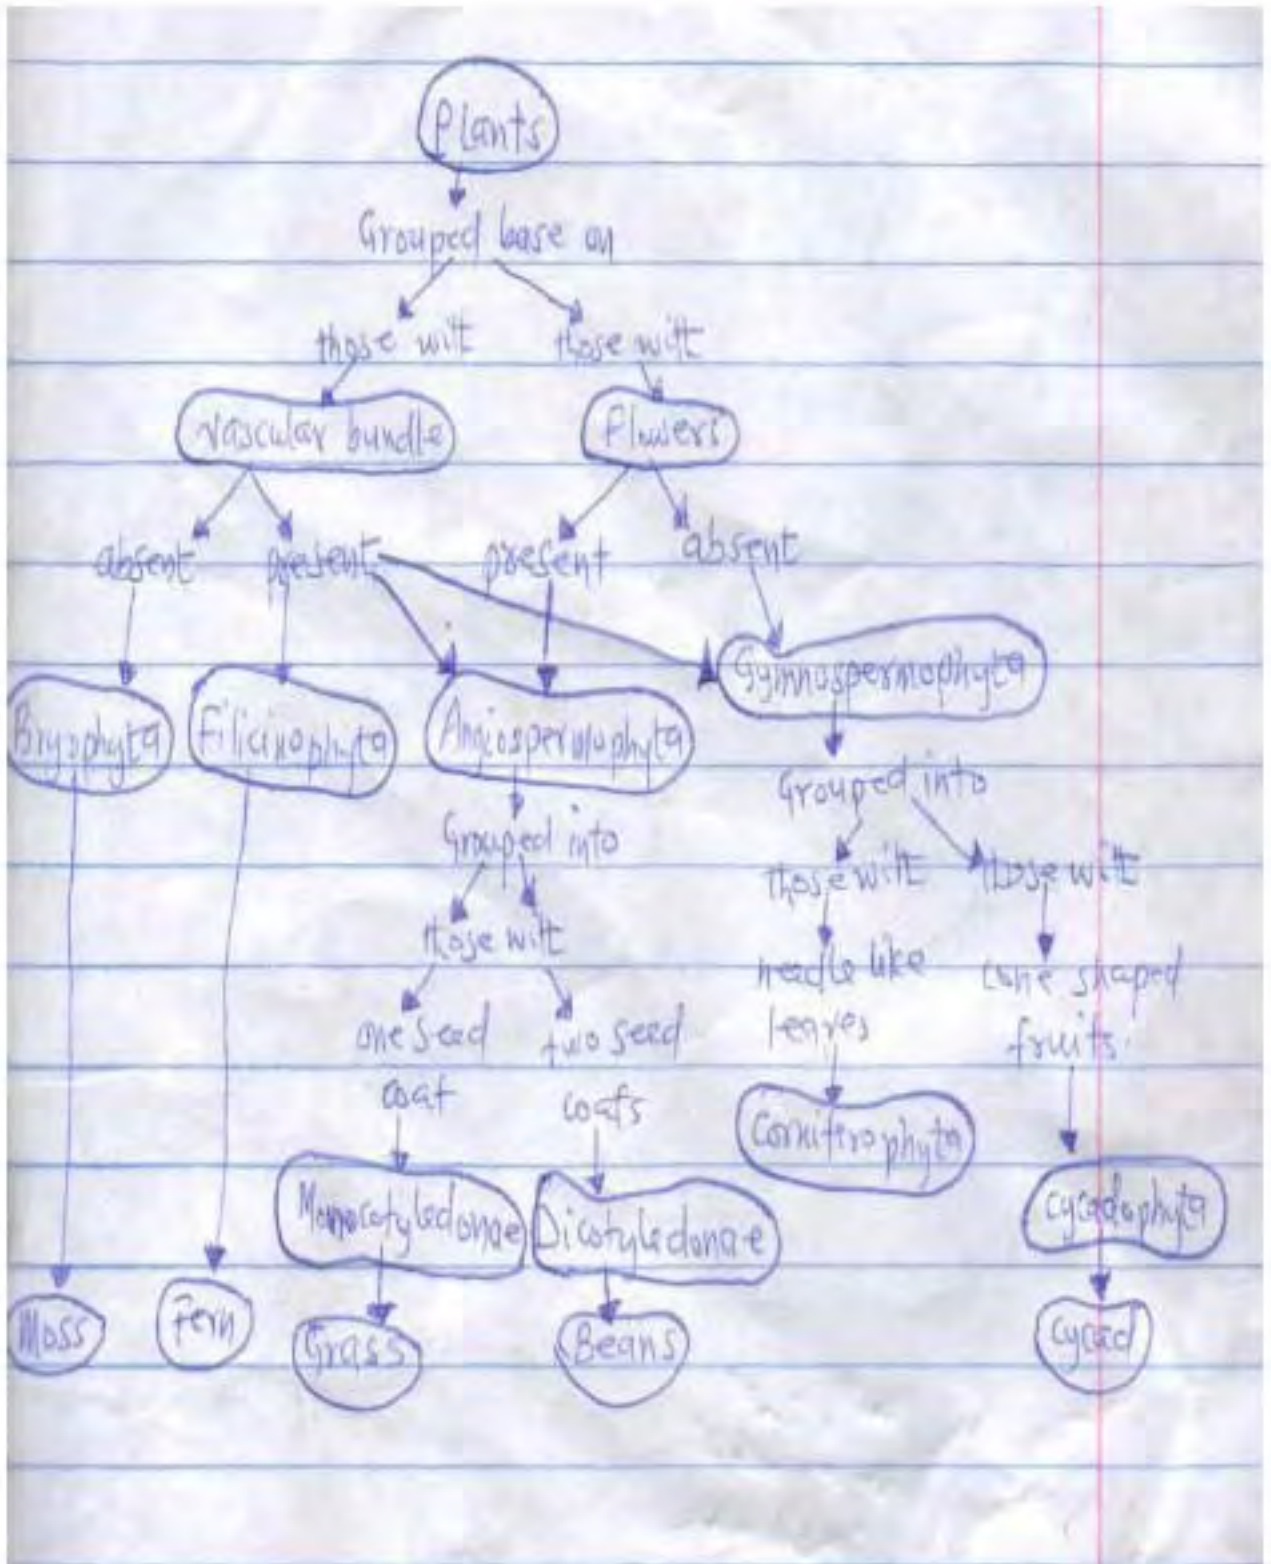 Plants
Grouped base on
those wit those wit
vascular bundle Flowers
absent present present absent
Bryophyta Filicinophyta Angiospermophyta Gymnospermophyta
Grouped into Grouped into
those wit those wit those wit
one seed two seed needle like cone shaped
coat coats leaves fruits.
Monocotyledonae Dicotyledonae Corniferophyta cycadophyta
Moss Fern Grass Beans cycad